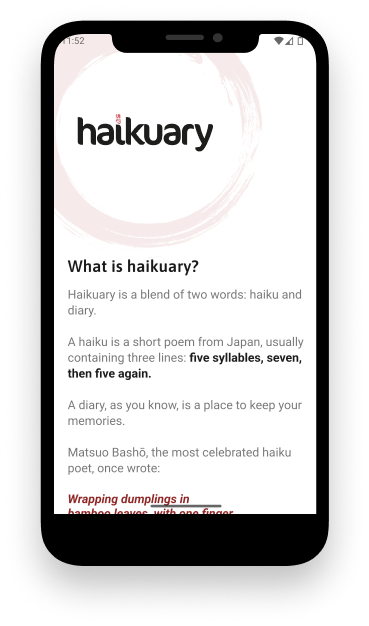 11:52
haikuary
What is haikuary?
Haikuary is a blend of two words: haiku and
diary.
A haiku is a short poem from Japan, usually
containing three lines: five syllables, seven,
then five again.
A diary, as you know, is a place to keep your
memories.
Matsuo Bashō, the most celebrated haiku
poet, once wrote:
Wrapping dumplings in
bamboo leaves, with one finger